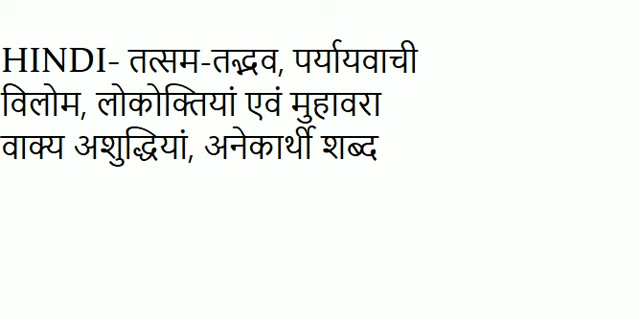 HINDI- तत्सम-तद्भव, पर्यायवाची
विलोम, लोकोक्तियां एवं मुहावरा
वाक्य अशुद्धियां, अनेकार्थी शब्द